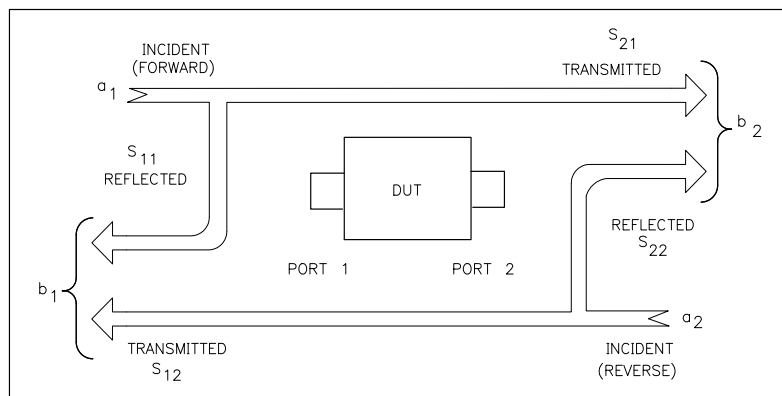 INCIDENT
(FORWARD)
a1
S21
TRANSMITTED
b2
S11
REFLECTED
DUT
REFLECTED
S22
PORT 1
PORT 2
b1
a2
TRANSMITTED
S12
INCIDENT
(REVERSE)